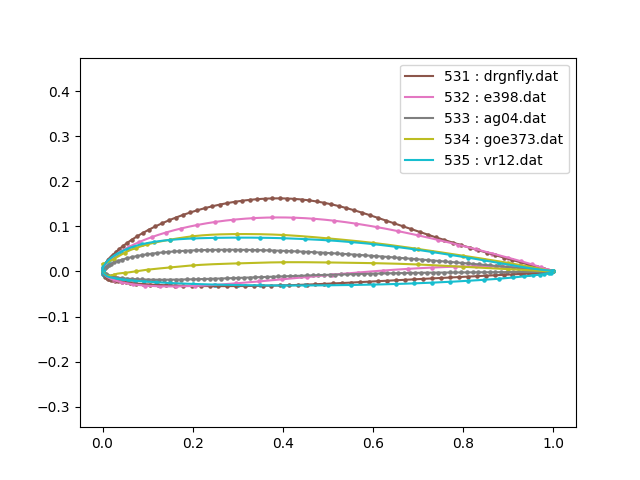 531 : drgnfly.dat
532 : e398.dat
533 : ag04.dat
534 : goe373.dat
535 : vr12.dat
0.4
0.3
0.2
0.1
0.0
−0.1
−0.2
−0.3
0.0 0.2 0.4 0.6 0.8 1.0